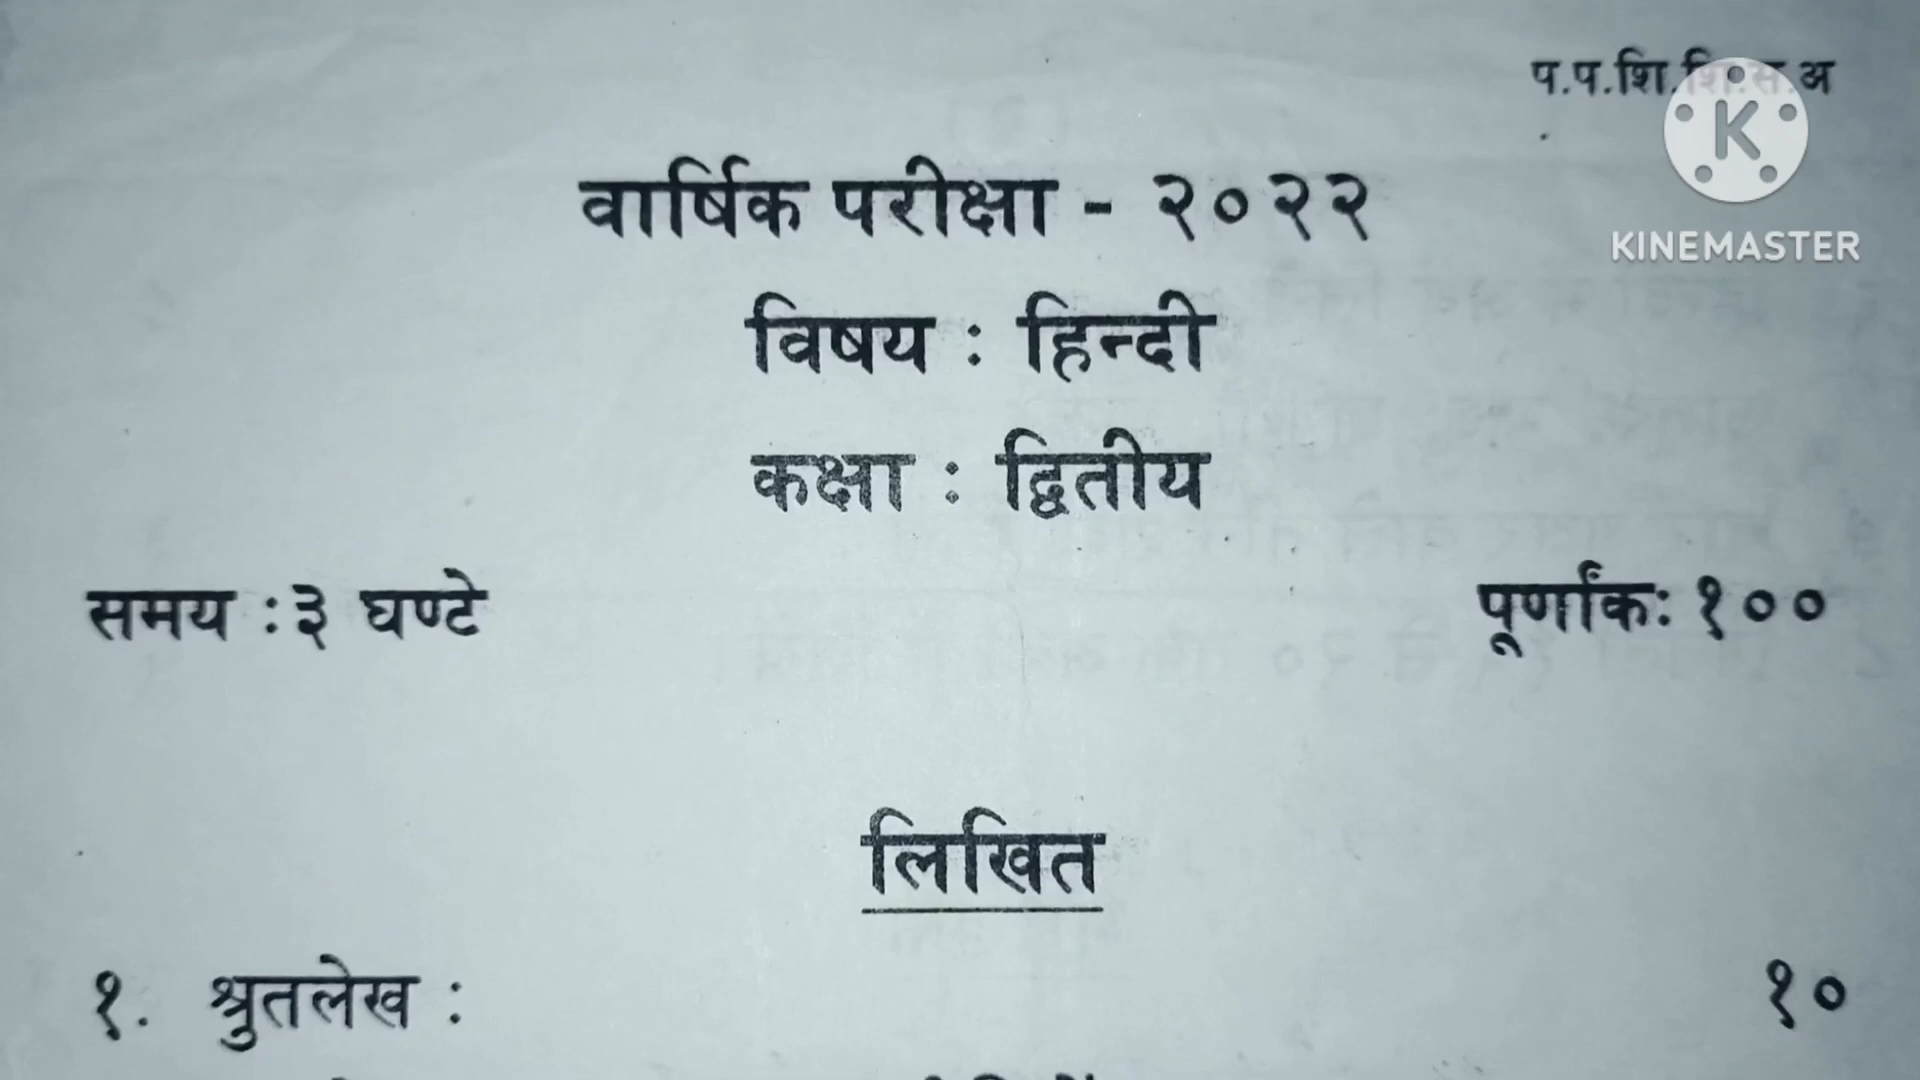 प.प.शि.शि.स.अ
K
KINEMASTER
वार्षिक परीक्षा - २०२२
विषय : हिन्दी
कक्षा : द्वितीय
समय :३ घण्टे पूर्णांक: १००
लिखित
१. श्रुतलेख : १०